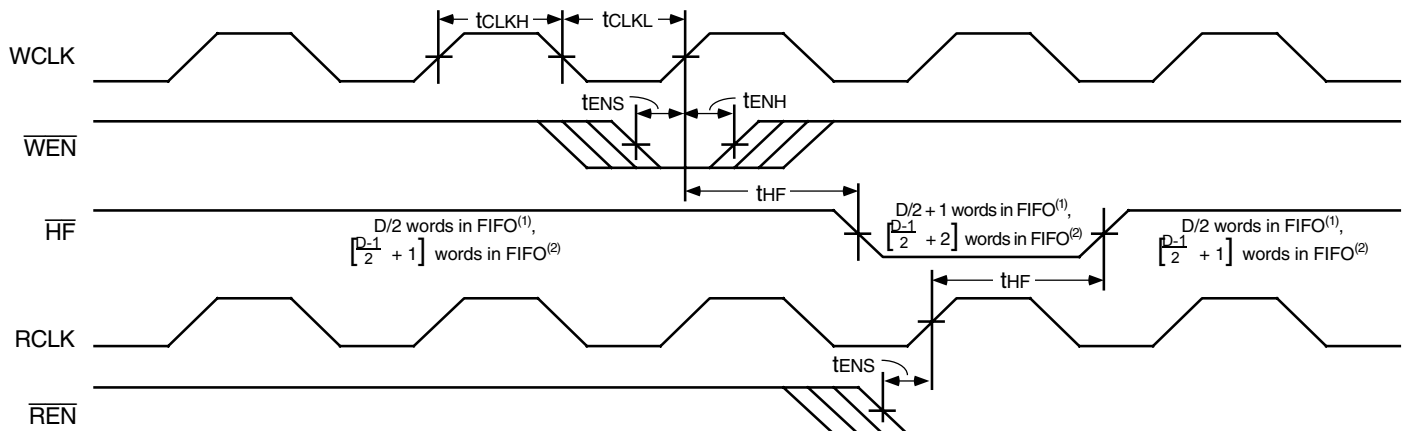 tCLKH
tCLKL
WCLK
tENS
tENH
WEN
tHF
HF
D/2 words in FIFO(1),
[D-1/2 + 1] words in FIFO(2)
D/2 + 1 words in FIFO(1),
[D-1/2 + 2] words in FIFO(2)
D/2 words in FIFO(1),
[D-1/2 + 1] words in FIFO(2)
tHF
RCLK
tENS
REN